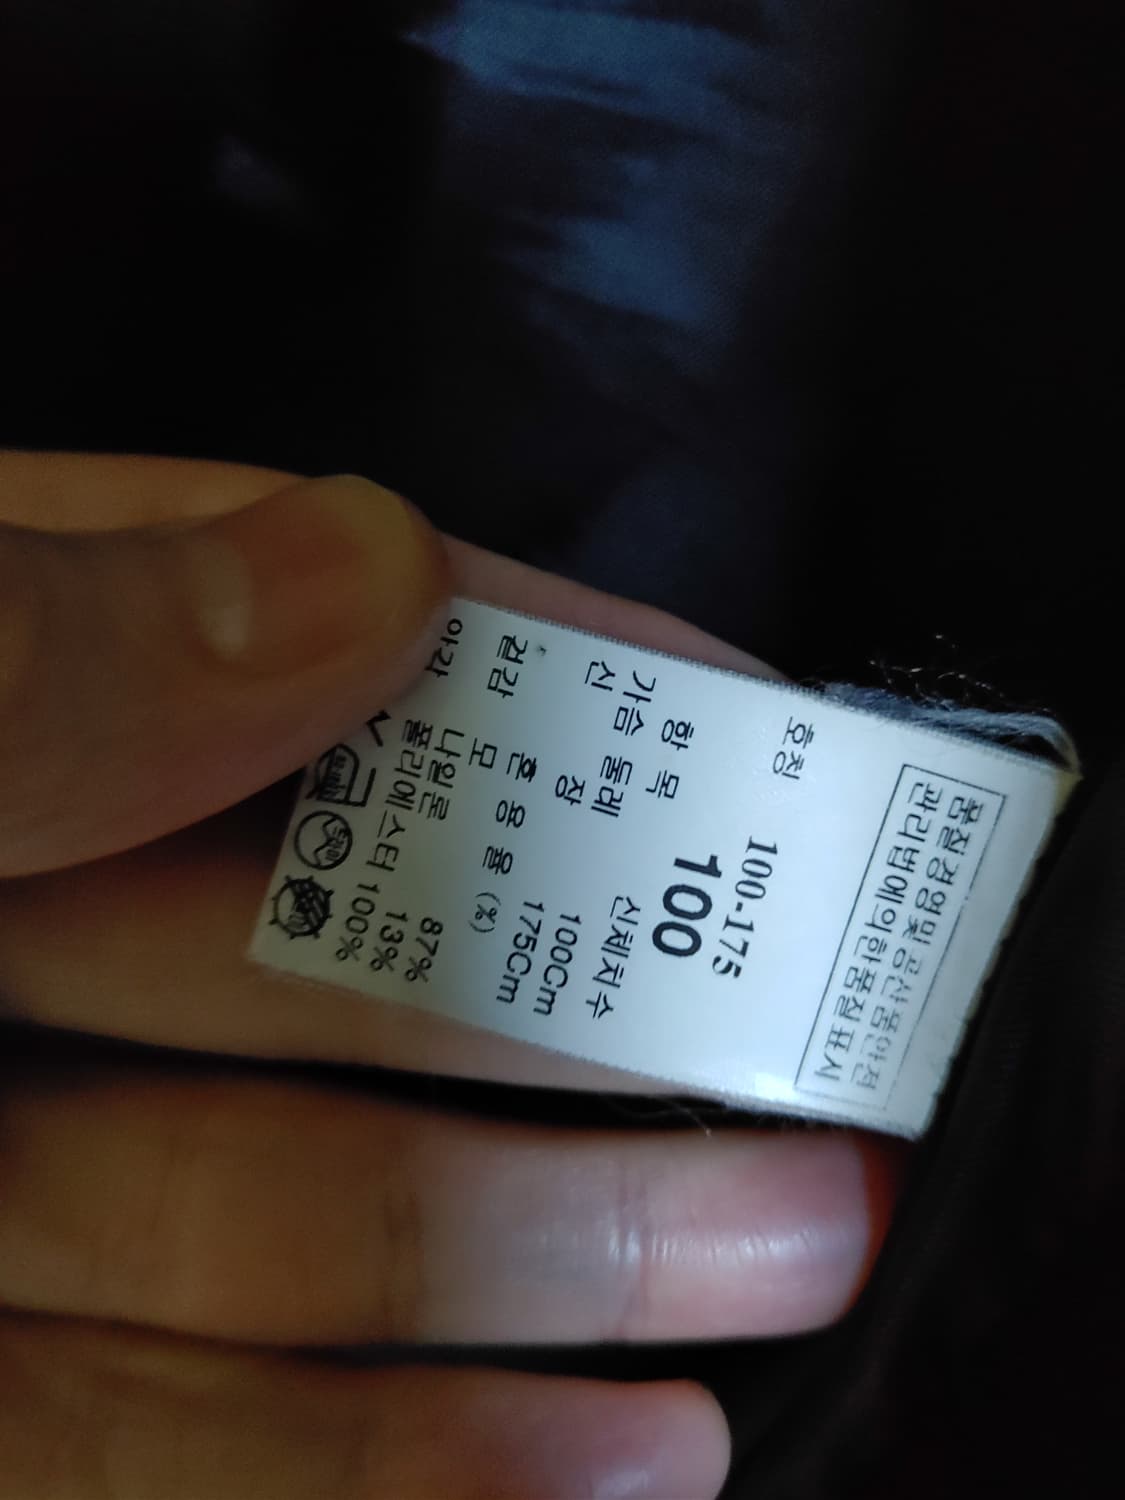 품질경영및공산품안전
관리법에의한품질표시
호칭 100-175
100
항 목 신체치수
가슴 둘레 100Cm
신 장 175Cm
혼 용 율 (%)
겉감 모 87%
나일론 13%
안감 폴리에스터 100%